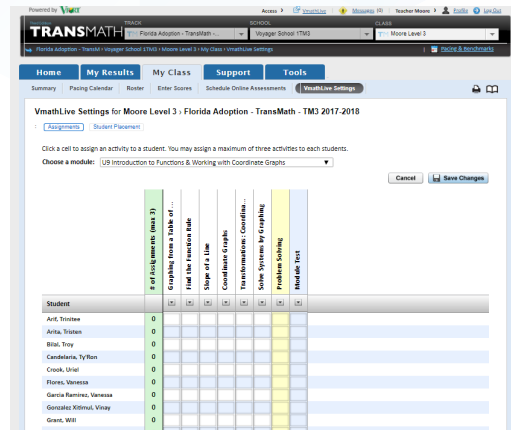 Powered by Vport
Access > VmathLive | Messages (0) | Teacher Moore > Profile Log Out
TRANSMATH
TRACK
Florida Adoption - TransMath -...
SCHOOL
Voyager School 1TM3
CLASS
Moore Level 3
Florida Adoption - TransM › Voyager School 1TM3 › Moore Level 3 › My Class › VmathLive Settings
| Pacing & Benchmarks
Home My Results My Class Support Tools
Summary Pacing Calendar Roster Enter Scores Schedule Online Assessments VmathLive Settings
VmathLive Settings for Moore Level 3 › Florida Adoption - TransMath - TM3 2017-2018
Assignments | Student Placement
Click a cell to assign an activity to a student. You may assign a maximum of three activities to each students.
Choose a module: U9 Introduction to Functions & Working with Coordinate Graphs
Cancel Save Changes
# of Assignments (max 3)
Graphing from a Table of ...
Find the Function Rule
Slope of a Line
Coordinate Graphs
Transformations: Coordina...
Solve Systems by Graphing
Problem Solving
Module Test
Student
Arif, Trinitee 0
Arita, Tristen 0
Bilal, Troy 0
Candelaria, Ty'Ron 0
Crook, Uriel 0
Flores, Vanessa 0
Garcia Ramirez, Vanessa 0
Gonzalez Xitimul, Vinay 0
Grant, Will 0